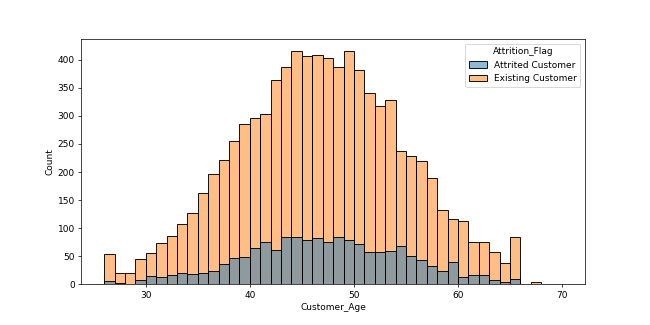 Attrition_Flag
Attrited Customer
Existing Customer
400
350
300
250
200
150
100
50
0
Count
30 40 50 60 70
Customer_Age